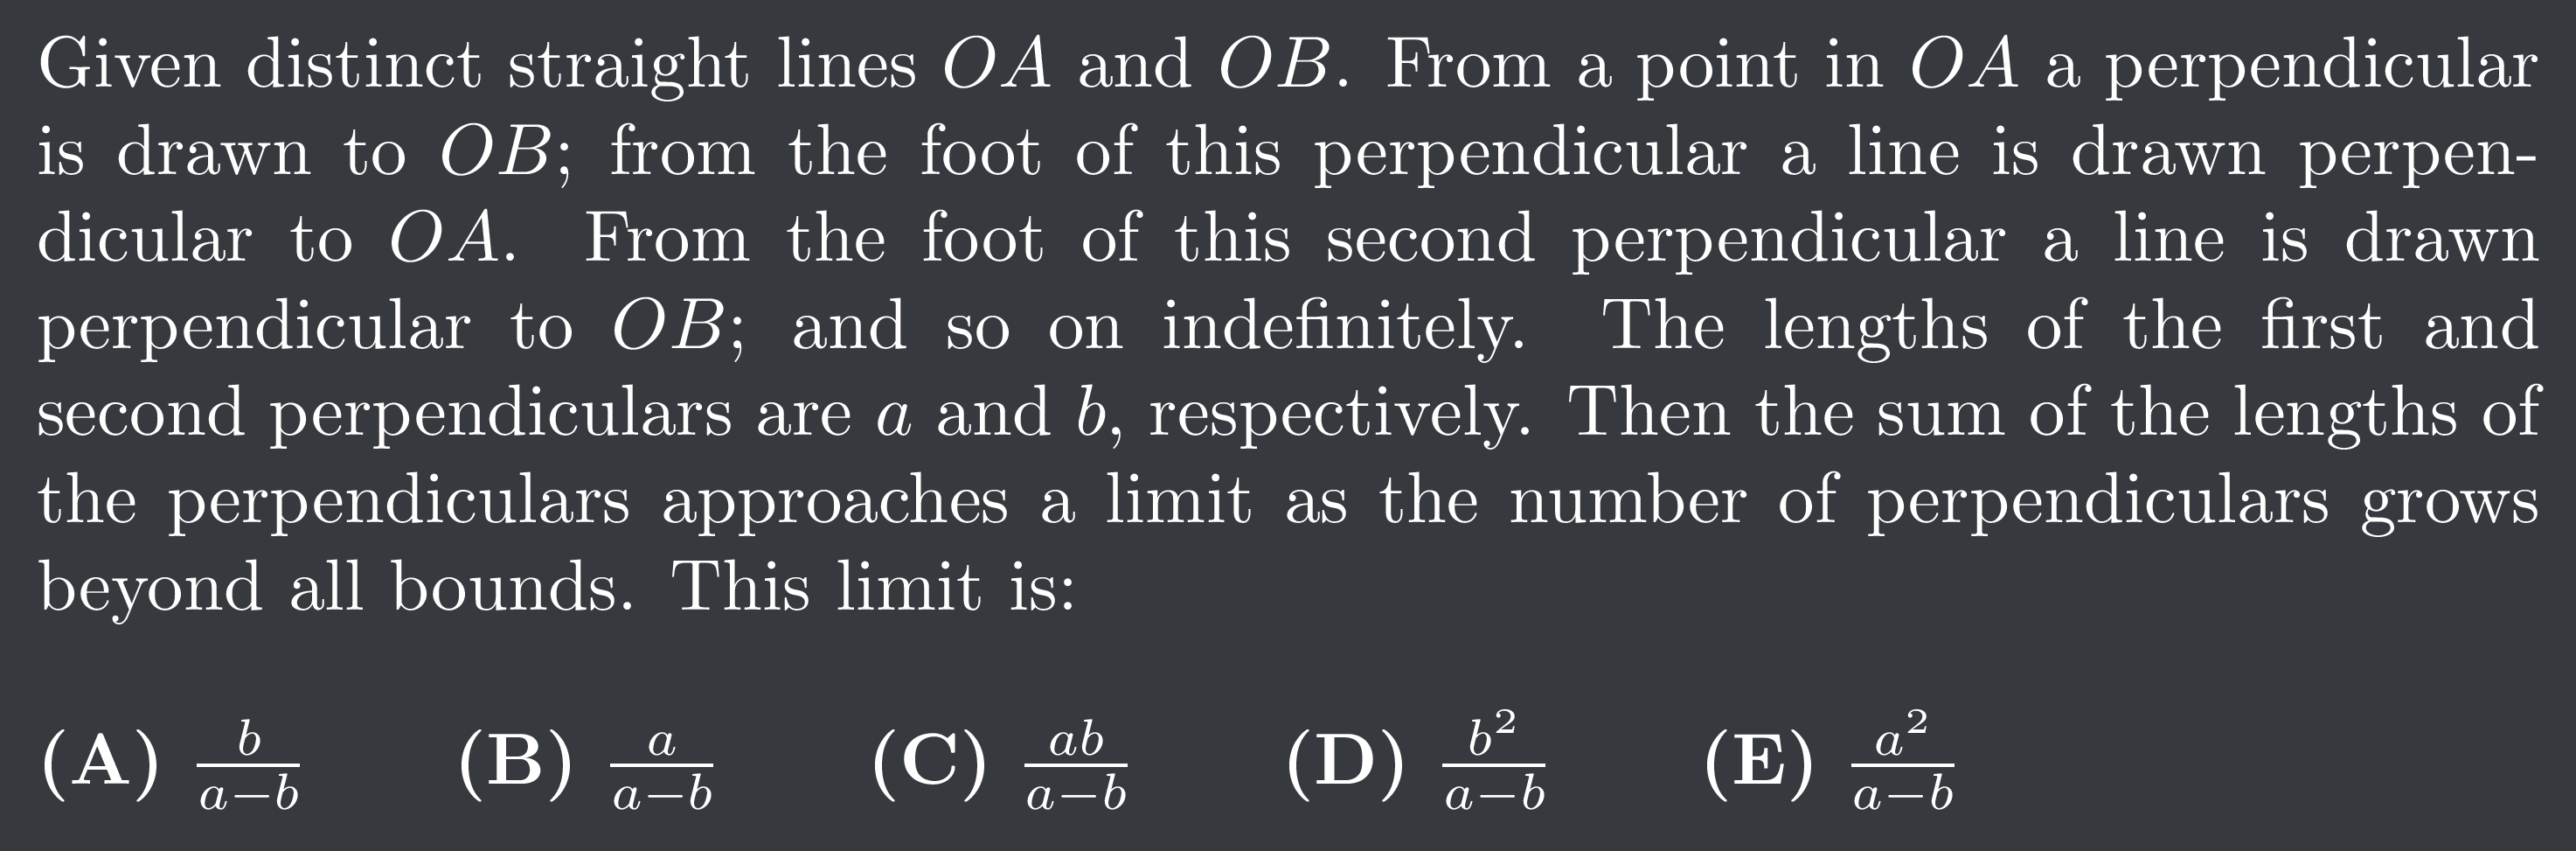 Given distinct straight lines $OA$ and $OB$. From a point in $OA$ a perpendicular
is drawn to $OB$; from the foot of this perpendicular a line is drawn perpen-
dicular to $OA$. From the foot of this second perpendicular a line is drawn
perpendicular to $OB$; and so on indefinitely. The lengths of the first and
second perpendiculars are $a$ and $b$, respectively. Then the sum of the lengths of
the perpendiculars approaches a limit as the number of perpendiculars grows
beyond all bounds. This limit is:
(A) $\frac{b}{a-b}$ (B) $\frac{a}{a-b}$ (C) $\frac{ab}{a-b}$ (D) $\frac{b^2}{a-b}$ (E) $\frac{a^2}{a-b}$